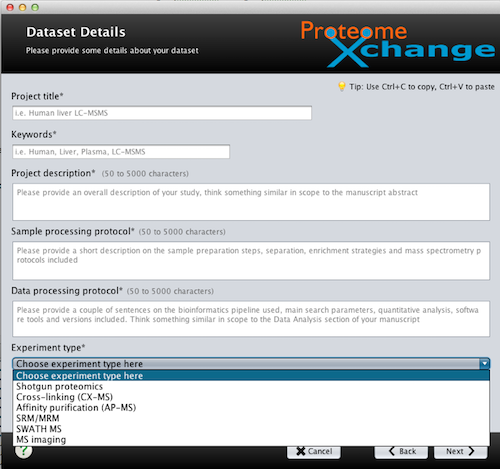 Dataset Details
Please provide some details about your dataset
Proteome
Xchange
Tip: Use Ctrl+C to copy, Ctrl+V to paste
Project title*
i.e. Human liver LC-MSMS
Keywords*
i.e. Human, Liver, Plasma, LC-MSMS
Project description* (50 to 5000 characters)
Please provide an overall description of your study, think something similar in scope to the manuscript abstract
Sample processing protocol* (50 to 5000 characters)
Please provide a short description on the sample preparation steps, separation, enrichment strategies and mass spectrometry p
rotocols included
Data processing protocol* (50 to 5000 characters)
Please provide a couple of sentences on the bioinformatics pipeline used, main search parameters, quantitative analysis, softwa
re tools and versions included. Think something similar in scope to the Data Analysis section of your manuscript
Experiment type*
Choose experiment type here
Choose experiment type here
Shotgun proteomics
Cross-linking (CX-MS)
Affinity purification (AP-MS)
SRM/MRM
SWATH MS
MS imaging
? Cancel Back Next